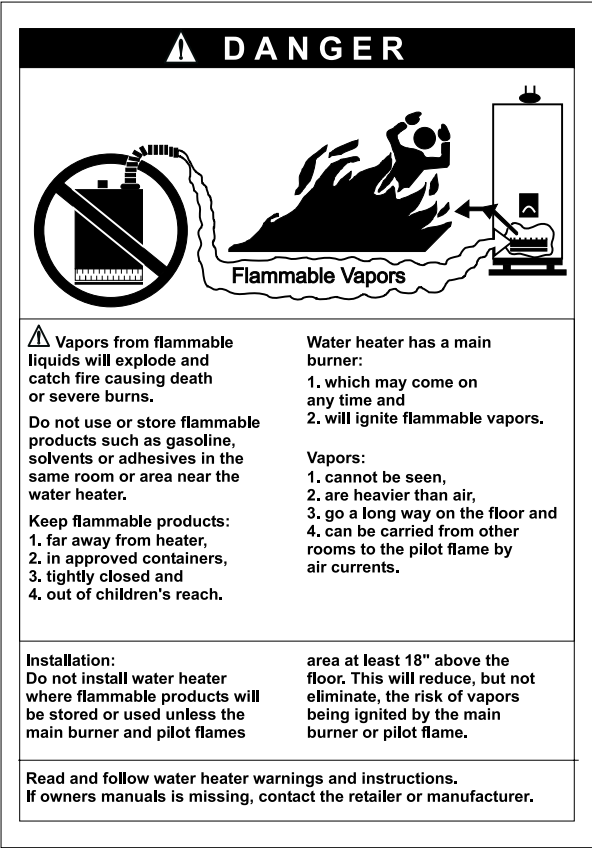 DANGER
Flammable Vapors
Vapors from flammable
liquids will explode and
catch fire causing death
or severe burns.
Do not use or store flammable
products such as gasoline,
solvents or adhesives in the
same room or area near the
water heater.
Keep flammable products:
1. far away from heater,
2. in approved containers,
3. tightly closed and
4. out of children's reach.
Water heater has a main
burner:
1. which may come on
any time and
2. will ignite flammable vapors.
Vapors:
1. cannot be seen,
2. are heavier than air,
3. go a long way on the floor and
4. can be carried from other
rooms to the pilot flame by
air currents.
Installation:
Do not install water heater
where flammable products will
be stored or used unless the
main burner and pilot flames
area at least 18" above the
floor. This will reduce, but not
eliminate, the risk of vapors
being ignited by the main
burner or pilot flame.
Read and follow water heater warnings and instructions.
If owners manuals is missing, contact the retailer or manufacturer.